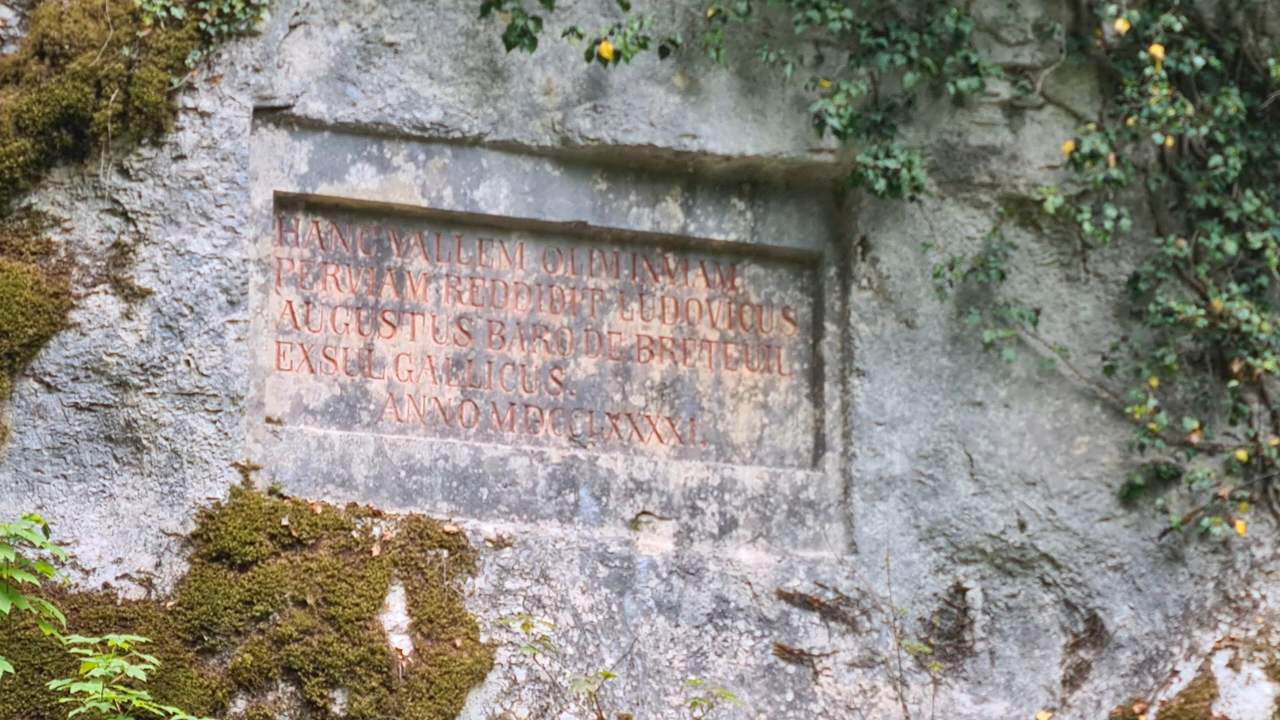 HANC VALLEM OLIM INVIAM
PERVIAM REDDIDIT LUDOVICUS
AUGUSTUS BARO DE BRETEUIL
EXSUL GALLICUS.
ANNO MDCCLXXXXI.